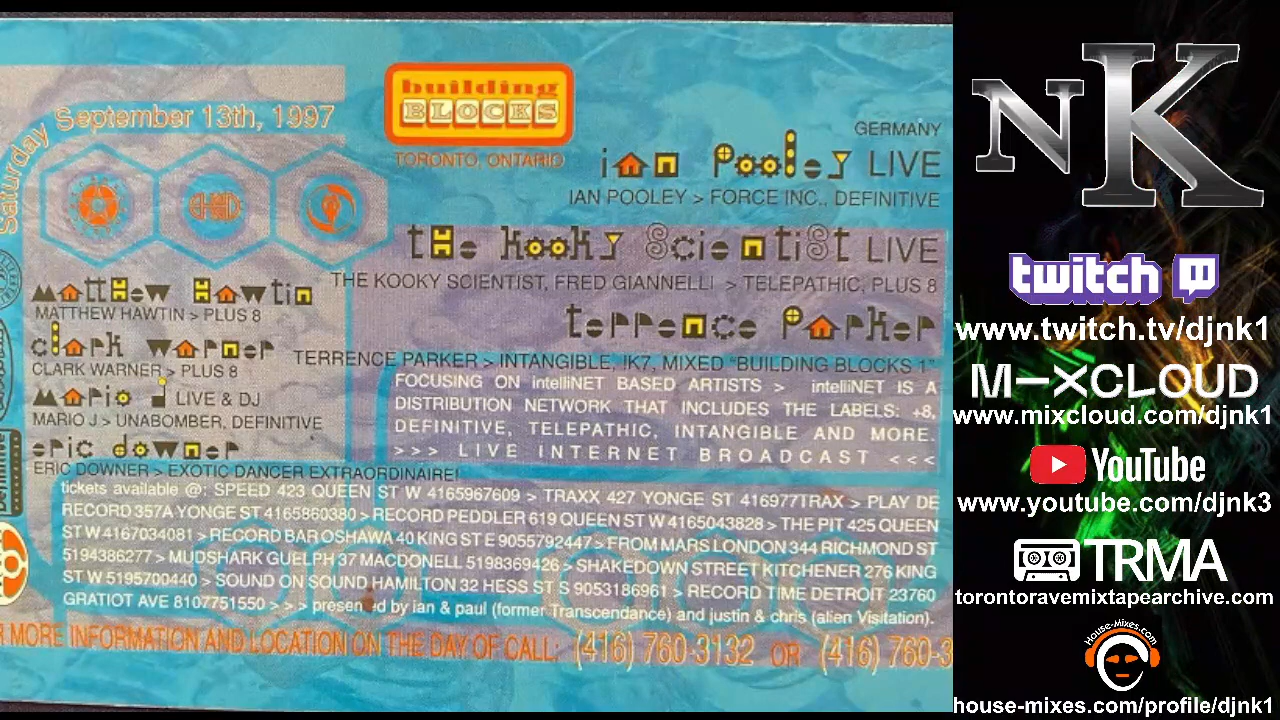 Saturday September 13th, 1997
building
BLOCKS
TORONTO, ONTARIO
GERMANY
ian pooley LIVE
IAN POOLEY > FORCE INC., DEFINITIVE
the kooky scientist LIVE
THE KOOKY SCIENTIST, FRED GIANNELLI > TELEPATHIC, PLUS 8
terrence parker
TERRENCE PARKER > INTANGIBLE, !K7, MIXED "BUILDING BLOCKS 1"
mattHew Hawtin
MATTHEW HAWTIN > PLUS 8
clark warner
CLARK WARNER > PLUS 8
mario J LIVE & DJ
MARIO J > UNABOMBER, DEFINITIVE
eric downer
ERIC DOWNER > EXOTIC DANCER EXTRAORDINAIRE!
FOCUSING ON intelliNET BASED ARTISTS > intelliNET IS A
DISTRIBUTION NETWORK THAT INCLUDES THE LABELS: +8,
DEFINITIVE, TELEPATHIC, INTANGIBLE AND MORE.
> > > LIVE INTERNET BROADCAST < < <
tickets available @: SPEED 423 QUEEN ST W 4165967609 > TRAXX 427 YONGE ST 416977TRAX > PLAY DE
RECORD 357A YONGE ST 4165860380 > RECORD PEDDLER 619 QUEEN ST W 4165043828 > THE PIT 425 QUEEN
ST W 4167034081 > RECORD BAR OSHAWA 40 KING ST E 9055792447 > FROM MARS LONDON 344 RICHMOND ST
5194386277 > MUDSHARK GUELPH 37 MACDONELL 5198369426 > SHAKEDOWN STREET KITCHENER 276 KING
ST W 5195700440 > SOUND ON SOUND HAMILTON 32 HESS ST S 9053186961 > RECORD TIME DETROIT 23760
GRATIOT AVE 8107751550 > > > presented by ian & paul (former Transcendance) and justin & chris (alien Visitation).
R MORE INFORMATION AND LOCATION ON THE DAY OF CALL: (416) 760-3132 OR (416) 760-3
Definitive
NK
twitch
www.twitch.tv/djnk1
M-XCLOUD
www.mixcloud.com/djnk1
YouTube
www.youtube.com/djnk3
TRMA
torontoravemixtapearchive.com
House-Mixes.com
house-mixes.com/profile/djnk1